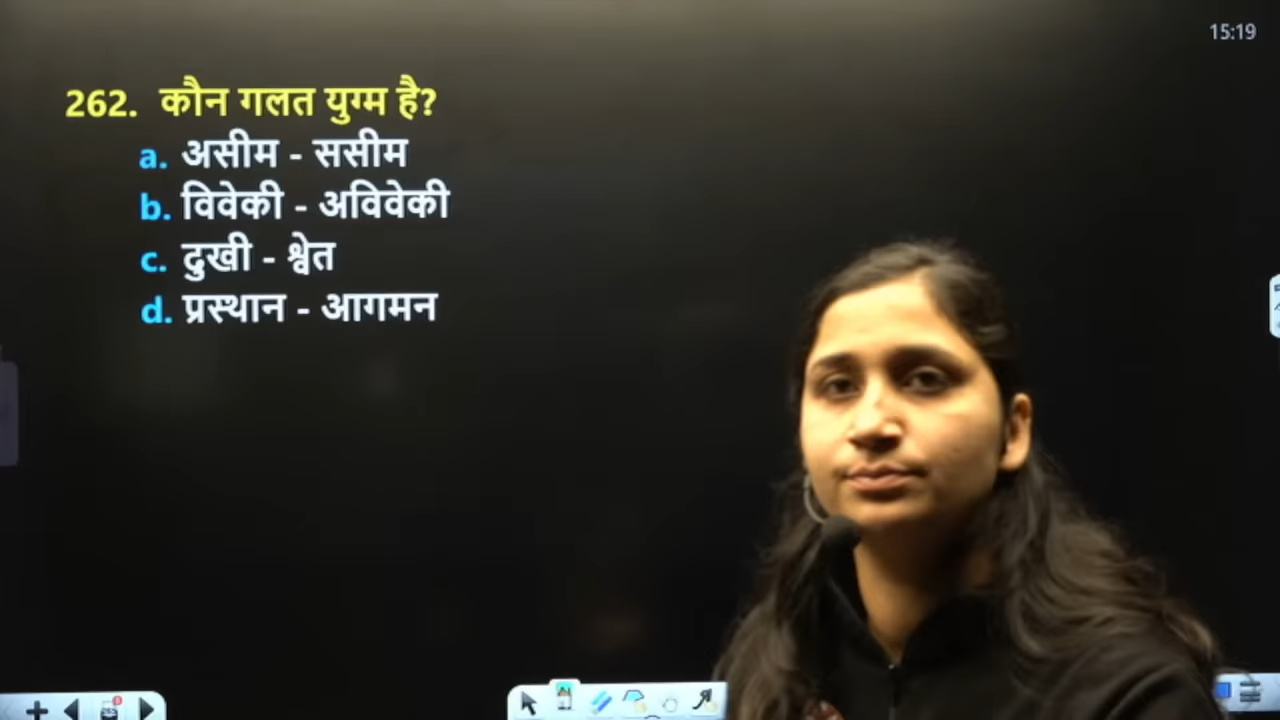 15:19
262. कौन गलत युग्म है?
a. असीम - ससीम
b. विवेकी - अविवेकी
c. दुखी - श्वेत
d. प्रस्थान - आगमन